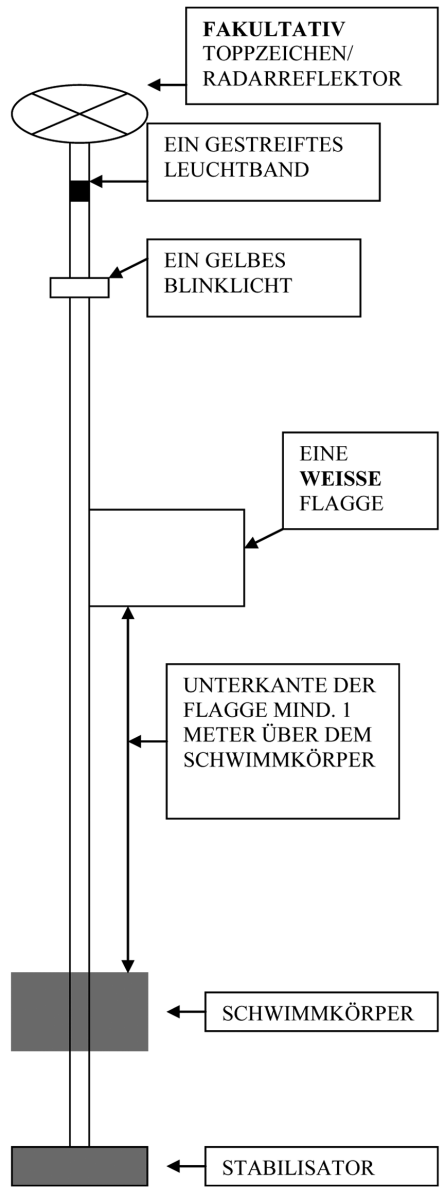 FAKULTATIV
TOPPZEICHEN/
RADARREFLEKTOR
EIN GESTREIFTES
LEUCHTBAND
EIN GELBES
BLINKLICHT
EINE
WEISSE
FLAGGE
UNTERKANTE DER
FLAGGE MIND. 1
METER ÜBER DEM
SCHWIMMKÖRPER
SCHWIMMKÖRPER
STABILISATOR